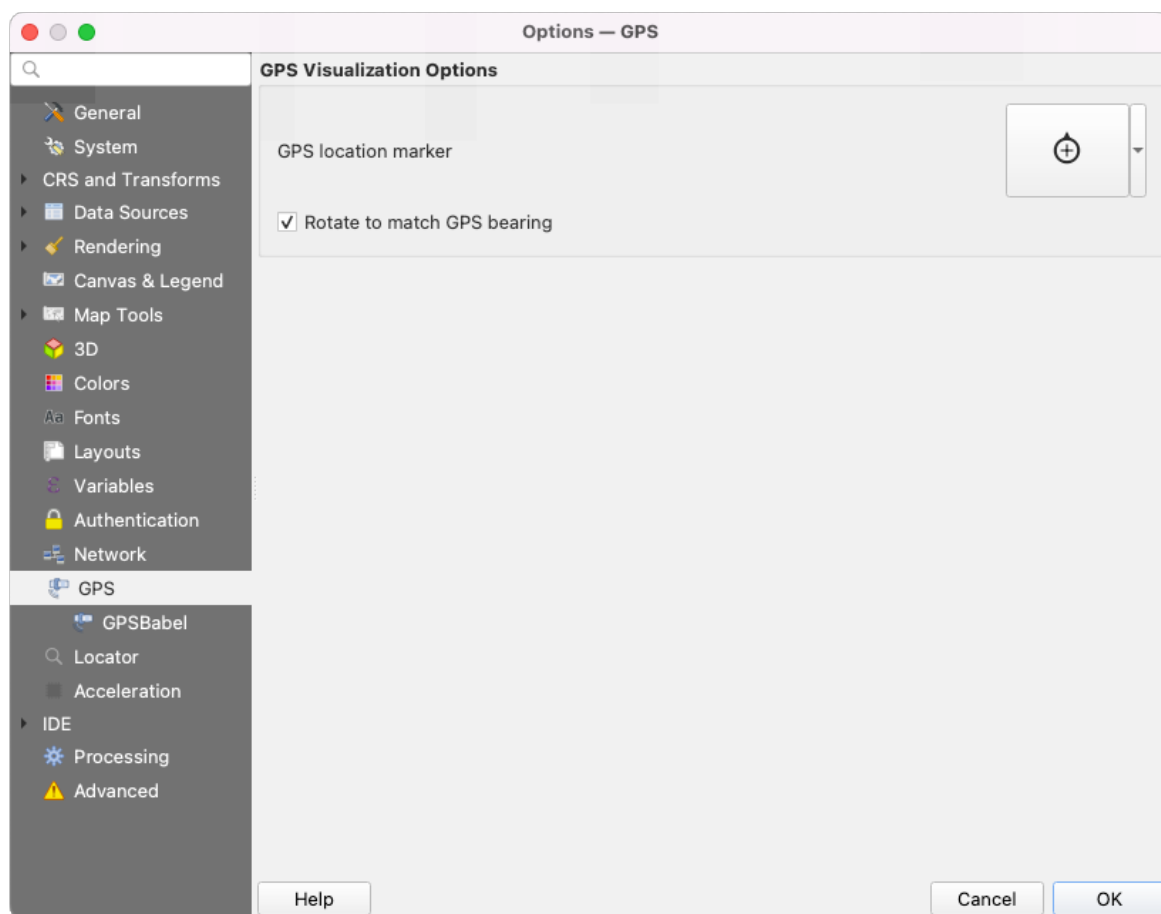 Options — GPS
GPS Visualization Options
General
System
CRS and Transforms
Data Sources
Rendering
Canvas & Legend
Map Tools
3D
Colors
Aa Fonts
Layouts
ε Variables
Authentication
Network
GPS
GPSBabel
Locator
Acceleration
IDE
Processing
Advanced
GPS location marker
Rotate to match GPS bearing
Help
Cancel
OK